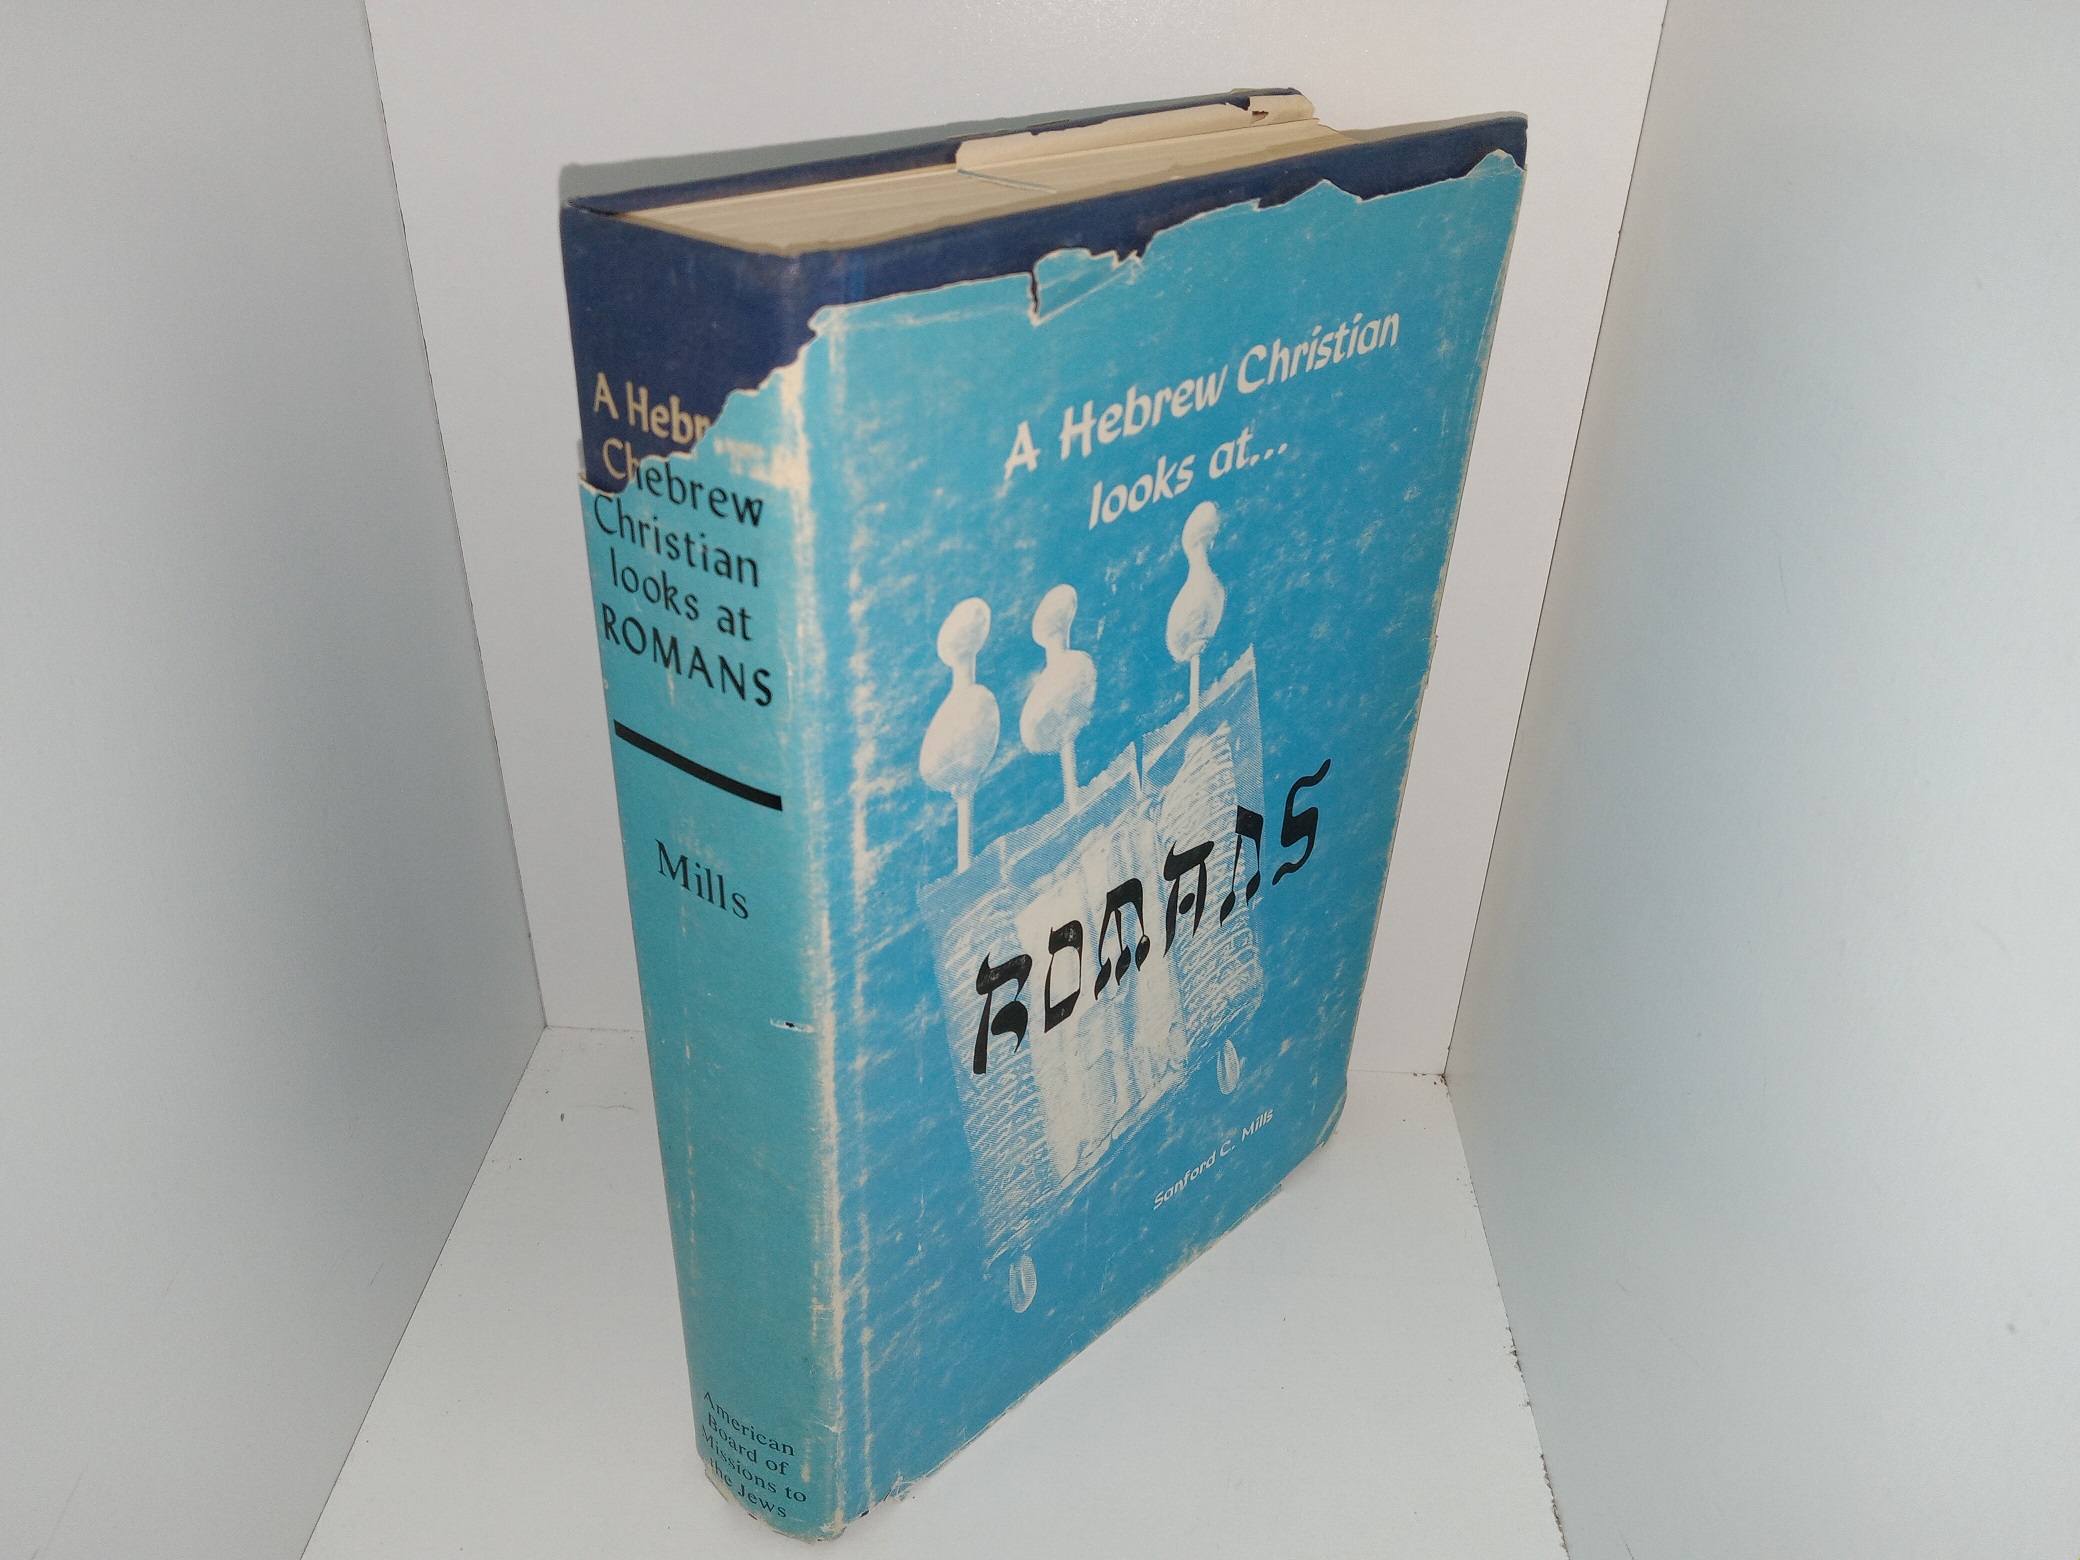 A Hebr
Ch
Hebrew
Christian
looks at
ROMANS
Mills
American
Board of
Missions to
the Jews
A Hebrew Christian
looks at...
ROMANS
Sanford C. Mills